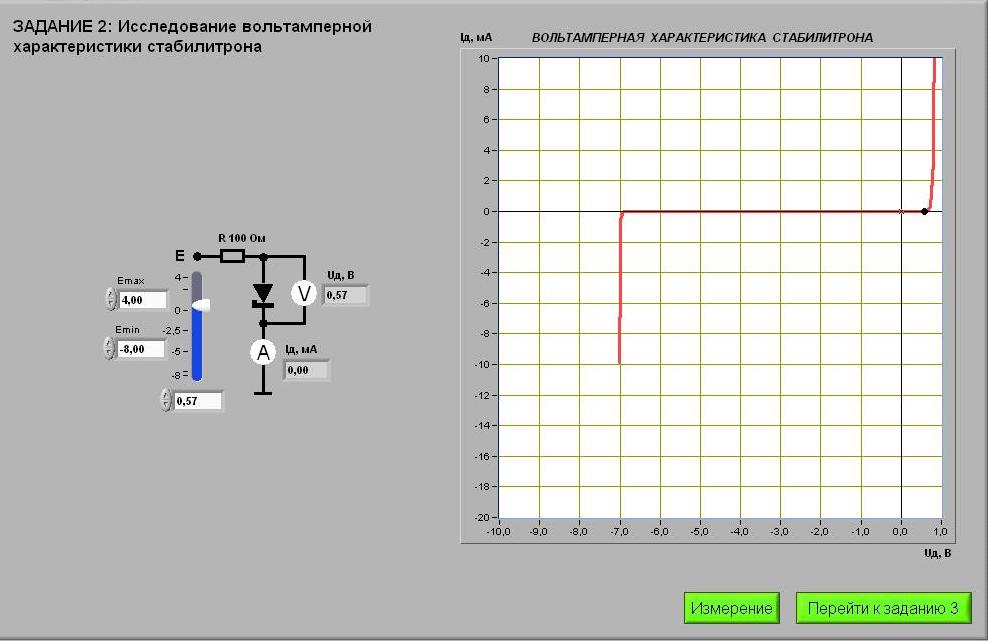 ЗАДАНИЕ 2: Исследование вольтамперной
характеристики стабилитрона
Iд, мА
ВОЛЬТАМПЕРНАЯ ХАРАКТЕРИСТИКА СТАБИЛИТРОНА
10
8
6
4
2
0
-2
-4
-6
-8
-10
-12
-14
-16
-18
-20
-10,0 -9,0 -8,0 -7,0 -6,0 -5,0 -4,0 -3,0 -2,0 -1,0 0,0 1,0
Uд, В
R 100 Ом
E
Emax
4,00
Emin
-8,00
4
0
-2,5
-5
-8
0,57
V
Uд, В
0,57
A
Iд, мА
0,00
Измерение
Перейти к заданию 3